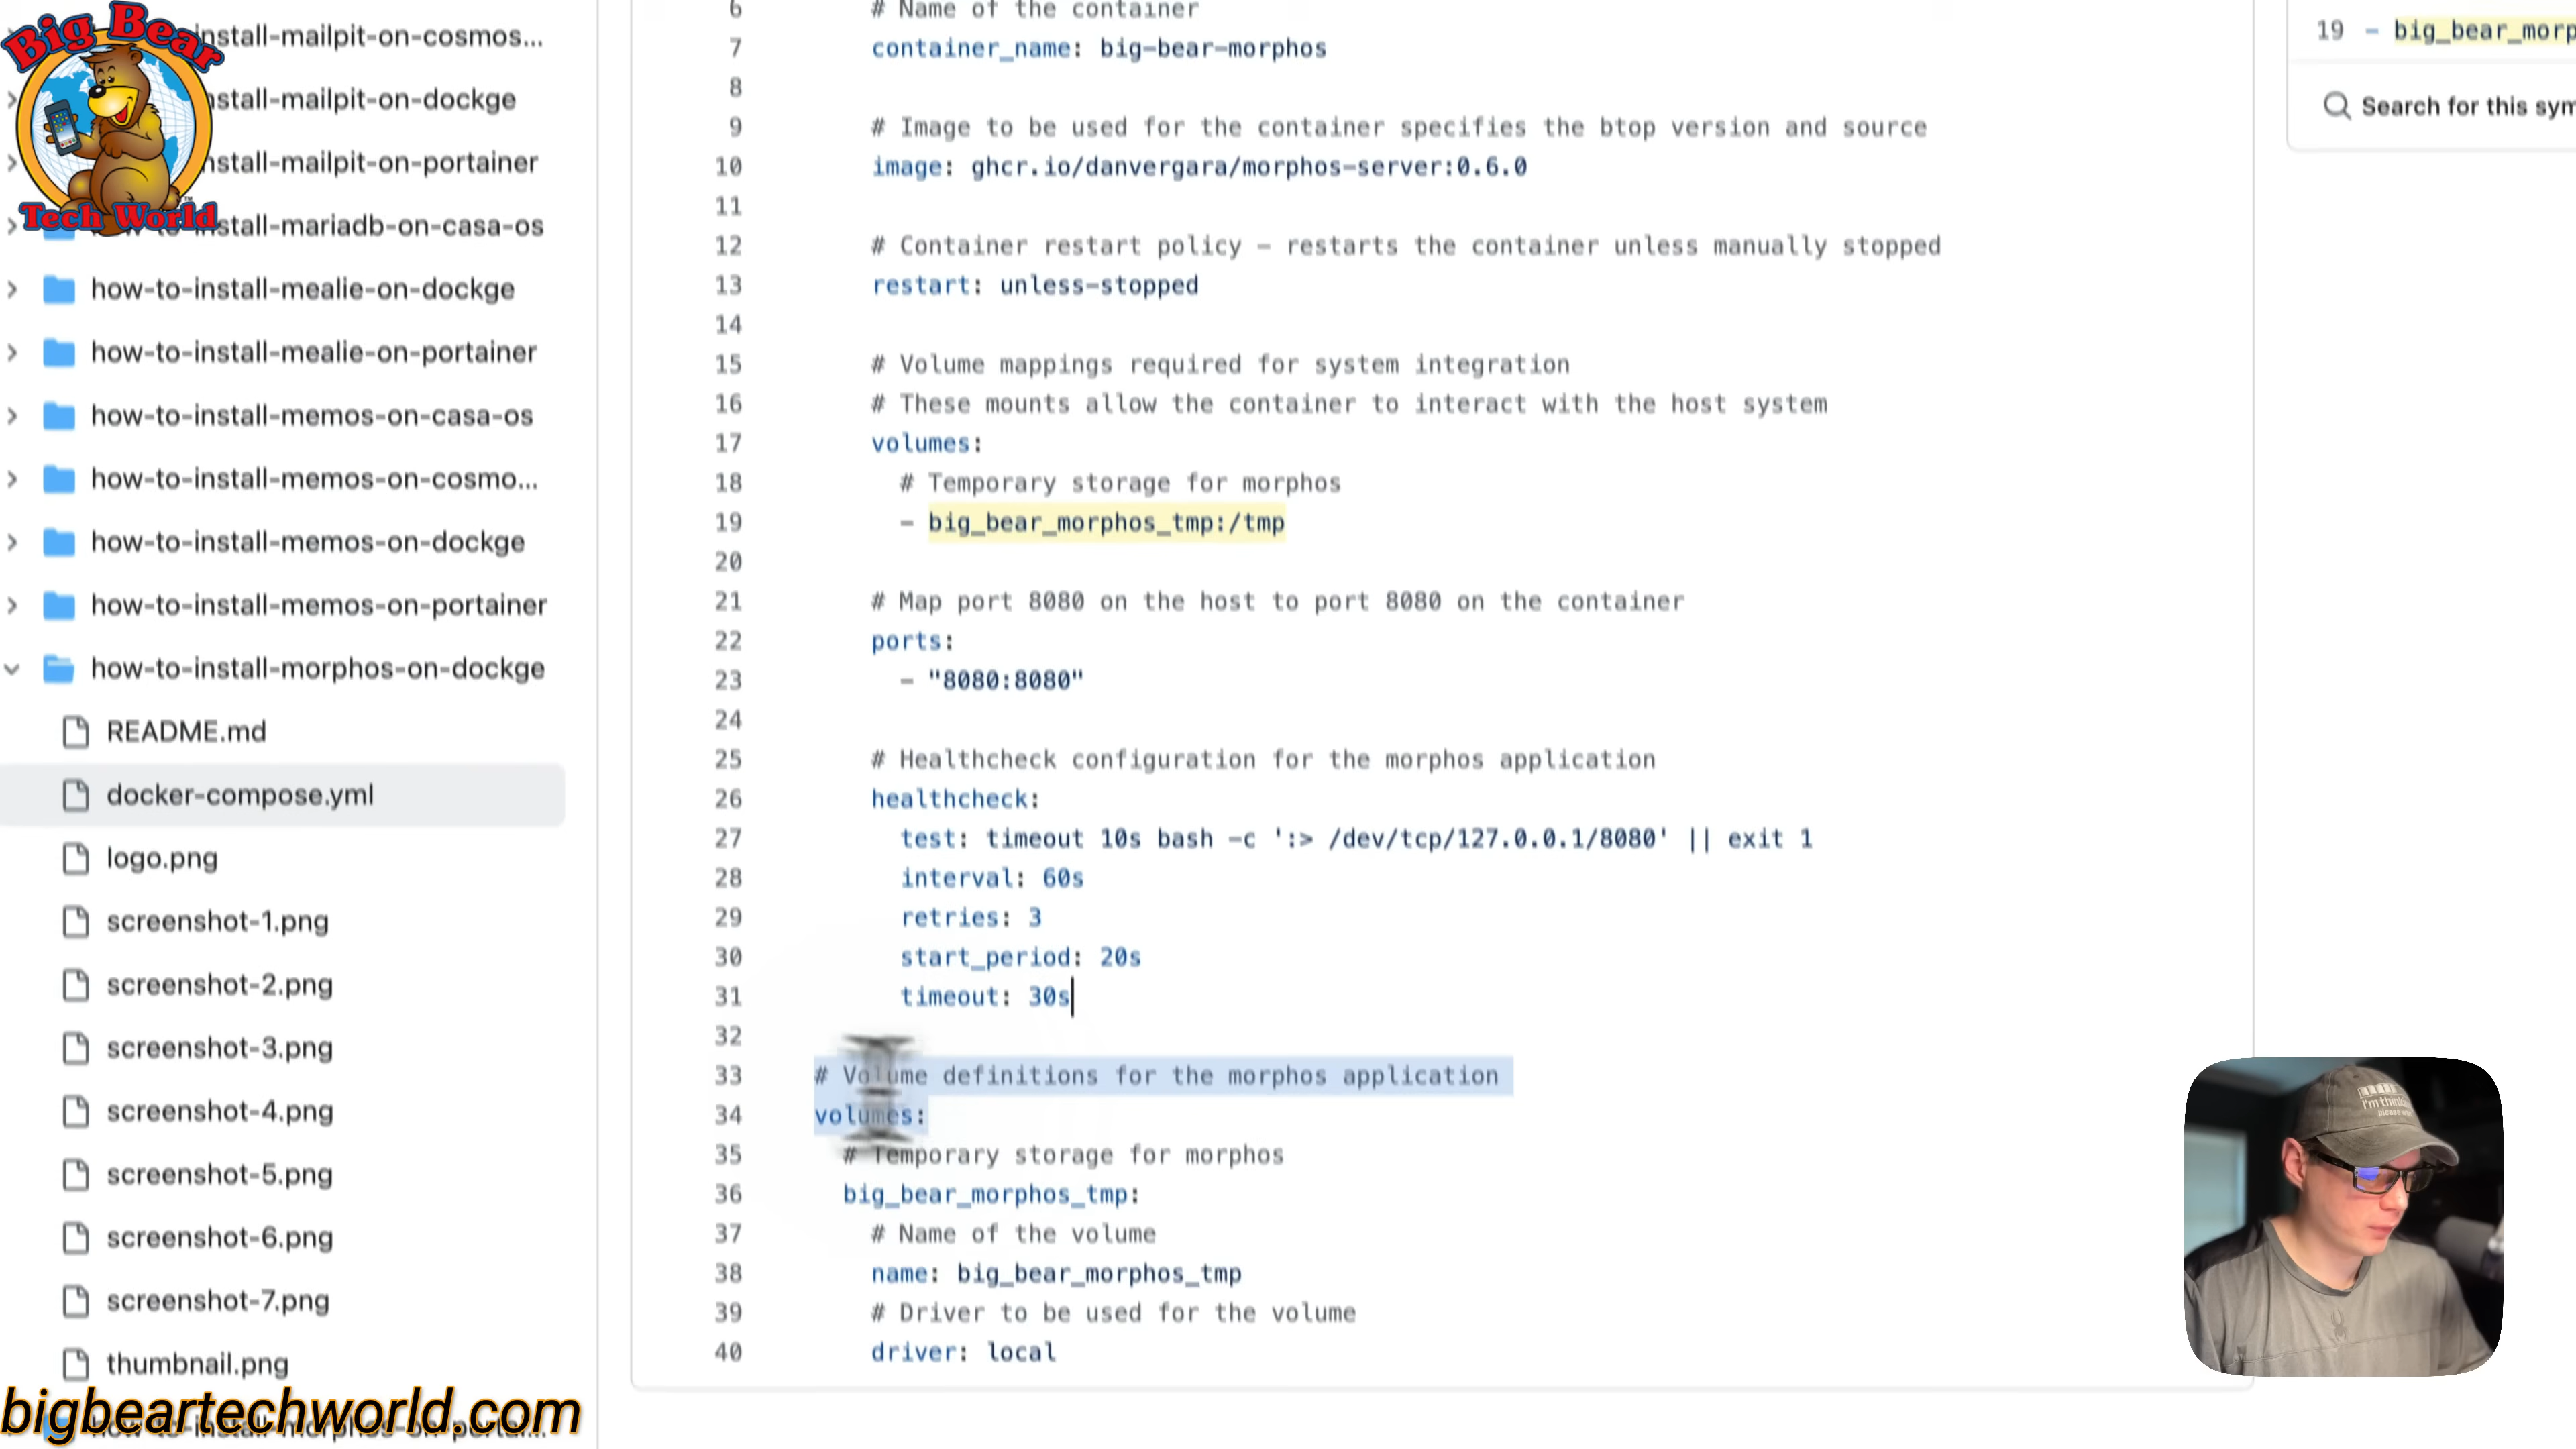 Big Bear
Tech World
™
install-mailpit-on-cosmos...
nstall-mailpit-on-dockge
nstall-mailpit-on-portainer
how-to-install-mariadb-on-casa-os
how-to-install-mealie-on-dockge
how-to-install-mealie-on-portainer
how-to-install-memos-on-casa-os
how-to-install-memos-on-cosmo...
how-to-install-memos-on-dockge
how-to-install-memos-on-portainer
how-to-install-morphos-on-dockge
README.md
docker-compose.yml
logo.png
screenshot-1.png
screenshot-2.png
screenshot-3.png
screenshot-4.png
screenshot-5.png
screenshot-6.png
screenshot-7.png
thumbnail.png
how-to-install-morphos-on-portai...
bigbeartechworld.com
6 # Name of the container
7 container_name: big-bear-morphos
8
9 # Image to be used for the container specifies the btop version and source
10 image: ghcr.io/danvergara/morphos-server:0.6.0
11
12 # Container restart policy - restarts the container unless manually stopped
13 restart: unless-stopped
14
15 # Volume mappings required for system integration
16 # These mounts allow the container to interact with the host system
17 volumes:
18 # Temporary storage for morphos
19 - big_bear_morphos_tmp:/tmp
20
21 # Map port 8080 on the host to port 8080 on the container
22 ports:
23 - "8080:8080"
24
25 # Healthcheck configuration for the morphos application
26 healthcheck:
27 test: timeout 10s bash -c ':> /dev/tcp/127.0.0.1/8080' || exit 1
28 interval: 60s
29 retries: 3
30 start_period: 20s
31 timeout: 30s
32
33 # Volume definitions for the morphos application
34 volumes:
35 # Temporary storage for morphos
36 big_bear_morphos_tmp:
37 # Name of the volume
38 name: big_bear_morphos_tmp
39 # Driver to be used for the volume
40 driver: local
19 - big_bear_morp
Search for this sym
I'm thinking